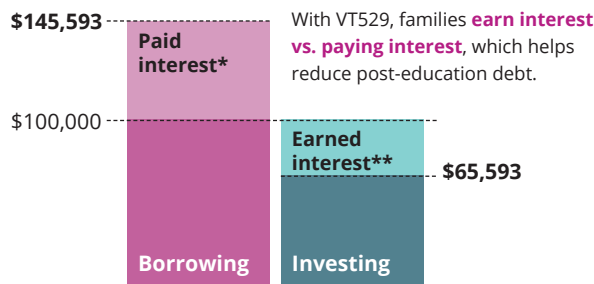 $145,593
Paid
interest*
With VT529, families earn interest
vs. paying interest, which helps
reduce post-education debt.
$100,000
Earned
interest**
$65,593
Borrowing
Investing